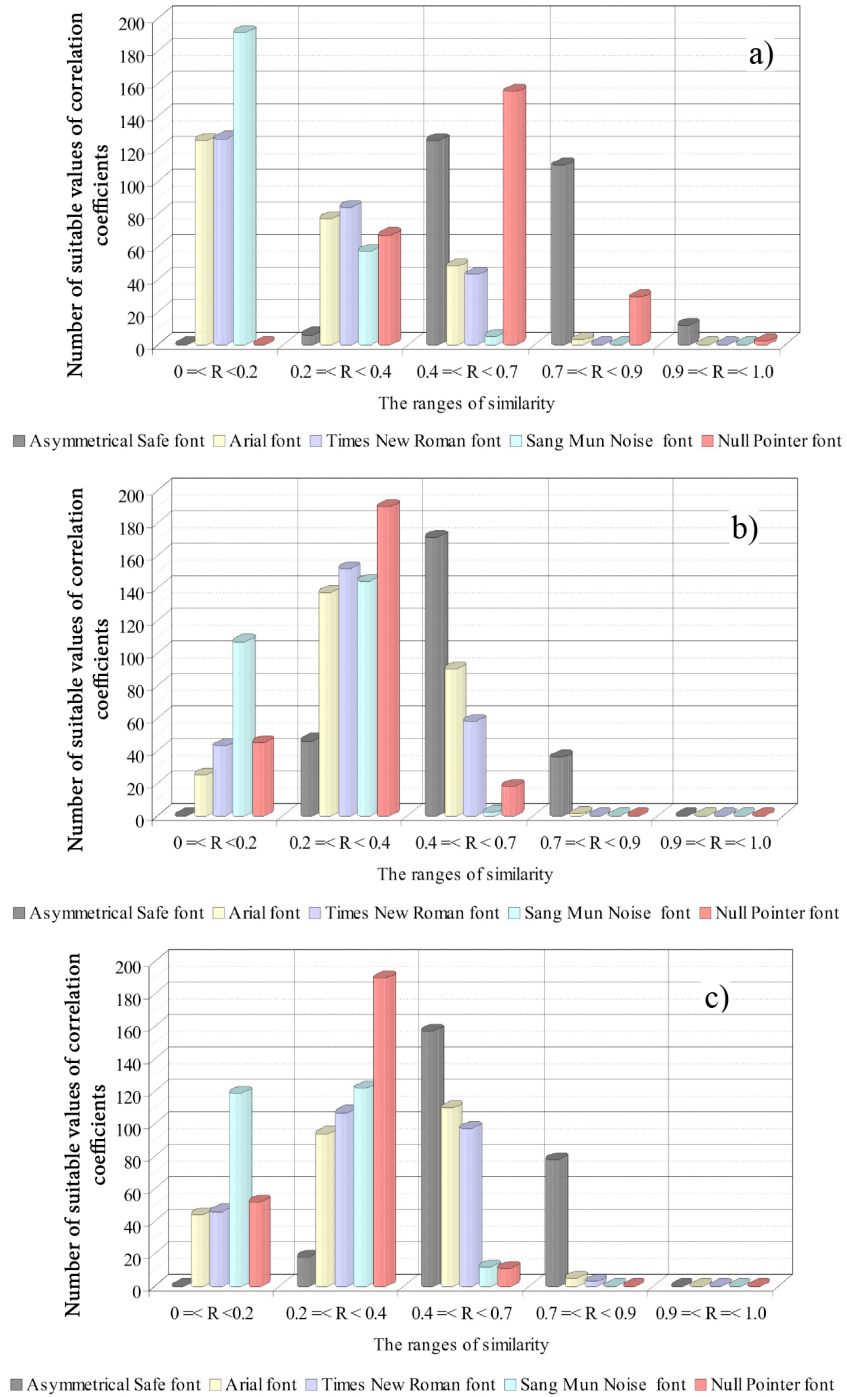 a)
Number of suitable values of correlation
coefficients
200
180
160
140
120
100
80
60
40
20
0
0 =< R <0.2 0.2 =< R < 0.4 0.4 =< R < 0.7 0.7 =< R < 0.9 0.9 =< R =< 1.0
The ranges of similarity
Asymmetrical Safe font Arial font Times New Roman font Sang Mun Noise font Null Pointer font
b)
Number of suitable values of correlation
coefficients
200
180
160
140
120
100
80
60
40
20
0
0 =< R <0.2 0.2 =< R < 0.4 0.4 =< R < 0.7 0.7 =< R < 0.9 0.9 =< R =< 1.0
The ranges of similarity
Asymmetrical Safe font Arial font Times New Roman font Sang Mun Noise font Null Pointer font
c)
Number of suitable values of correlation
coefficients
200
180
160
140
120
100
80
60
40
20
0
0 =< R <0.2 0.2 =< R < 0.4 0.4 =< R < 0.7 0.7 =< R < 0.9 0.9 =< R =< 1.0
The ranges of similarity
Asymmetrical Safe font Arial font Times New Roman font Sang Mun Noise font Null Pointer font